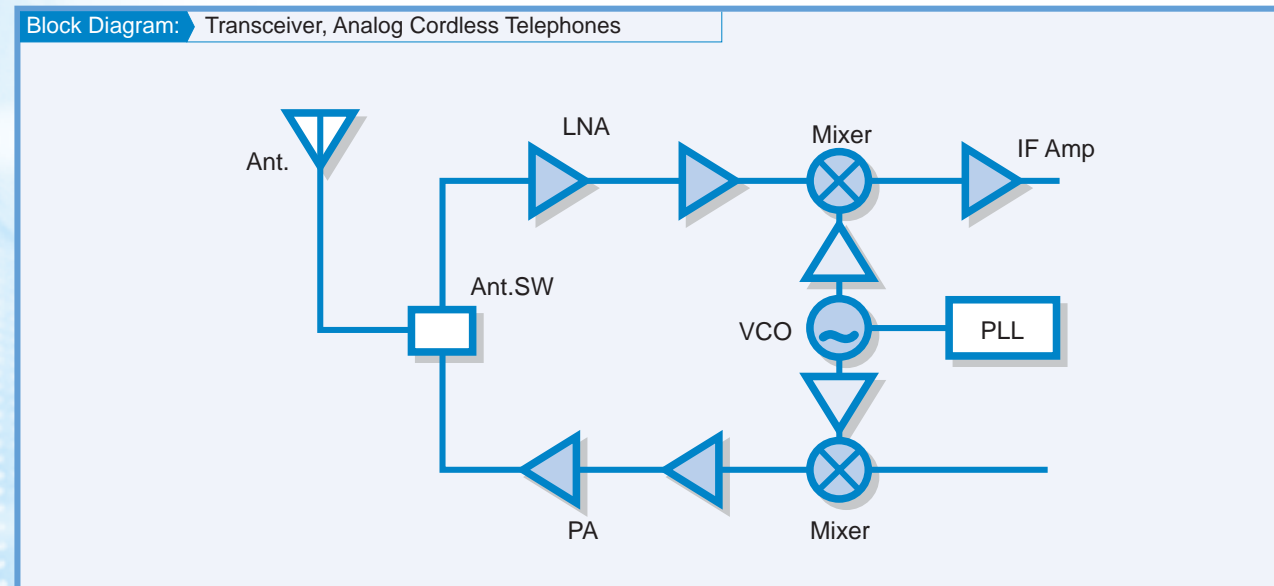 Block Diagram: Transceiver, Analog Cordless Telephones
LNA
Mixer
IF Amp
Ant.
Ant.SW
VCO
PLL
PA
Mixer